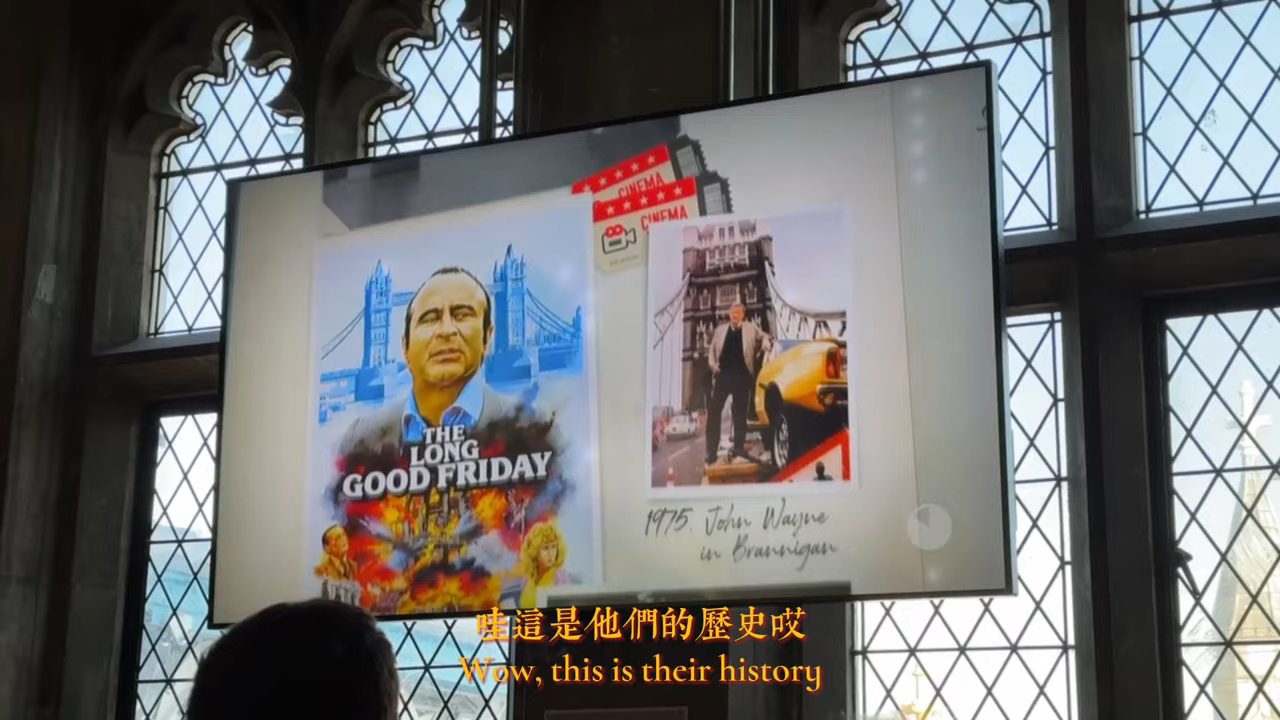 CINEMA
CINEMA
THE
LONG
GOOD FRIDAY
1975. John Wayne
in Brannigan
哇這是他們的歷史哎
Wow, this is their history